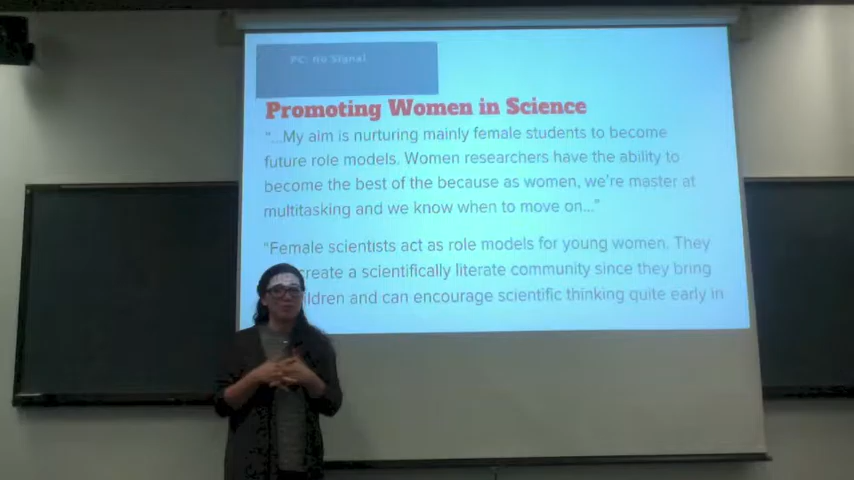 PC: No Signal
Promoting Women in Science
"...My aim is nurturing mainly female students to become
future role models. Women researchers have the ability to
become the best of the because as women, we're master at
multitasking and we know when to move on..."
"Female scientists act as role models for young women. They
create a scientifically literate community since they bring
ldren and can encourage scientific thinking quite early in